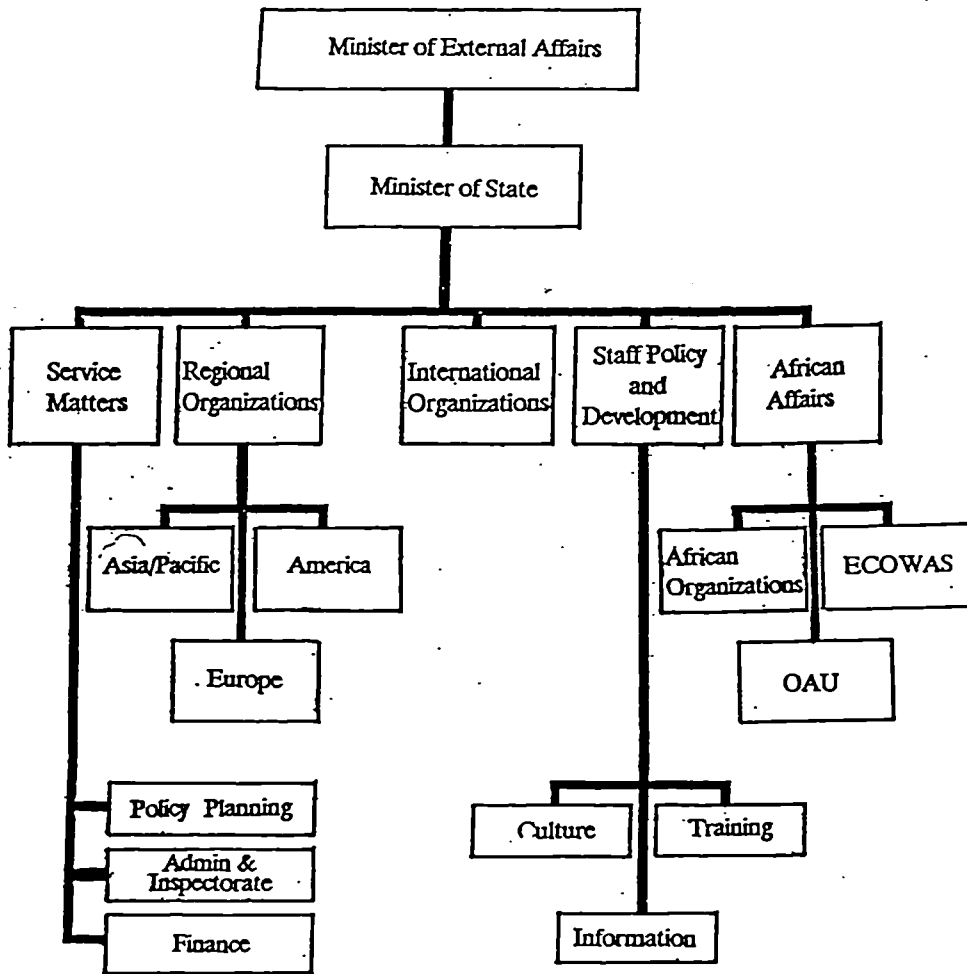 Minister of External Affairs
Minister of State
Service
Matters
Regional
Organizations
International
Organizations
Staff Policy
and
Development
African
Affairs
Asia/Pacific
America
Europe
African
Organizations
ECOWAS
OAU
Policy Planning
Admin &
Inspectorate
Finance
Culture
Training
Information